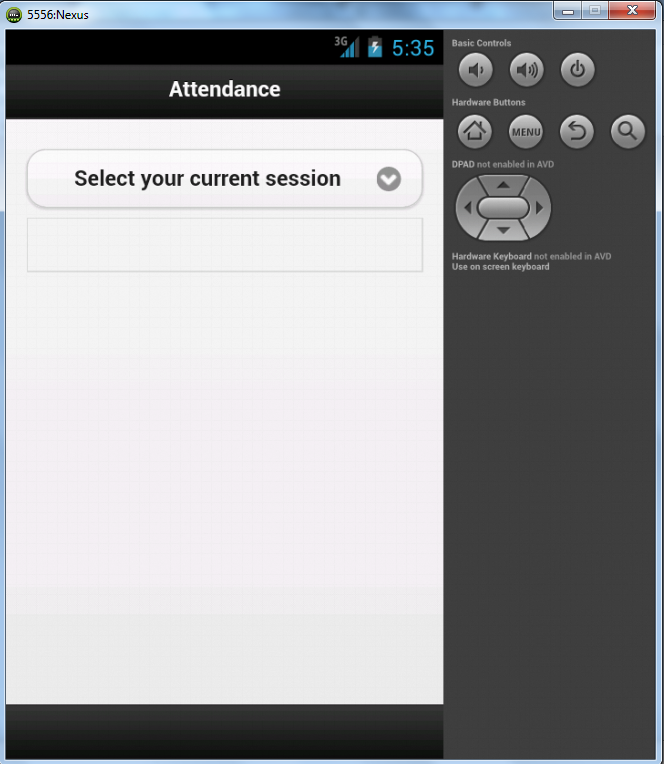 5556:Nexus
3G
5:35
Attendance
Select your current session
Basic Controls
Hardware Buttons
MENU
DPAD not enabled in AVD
Hardware Keyboard not enabled in AVD
Use on screen keyboard